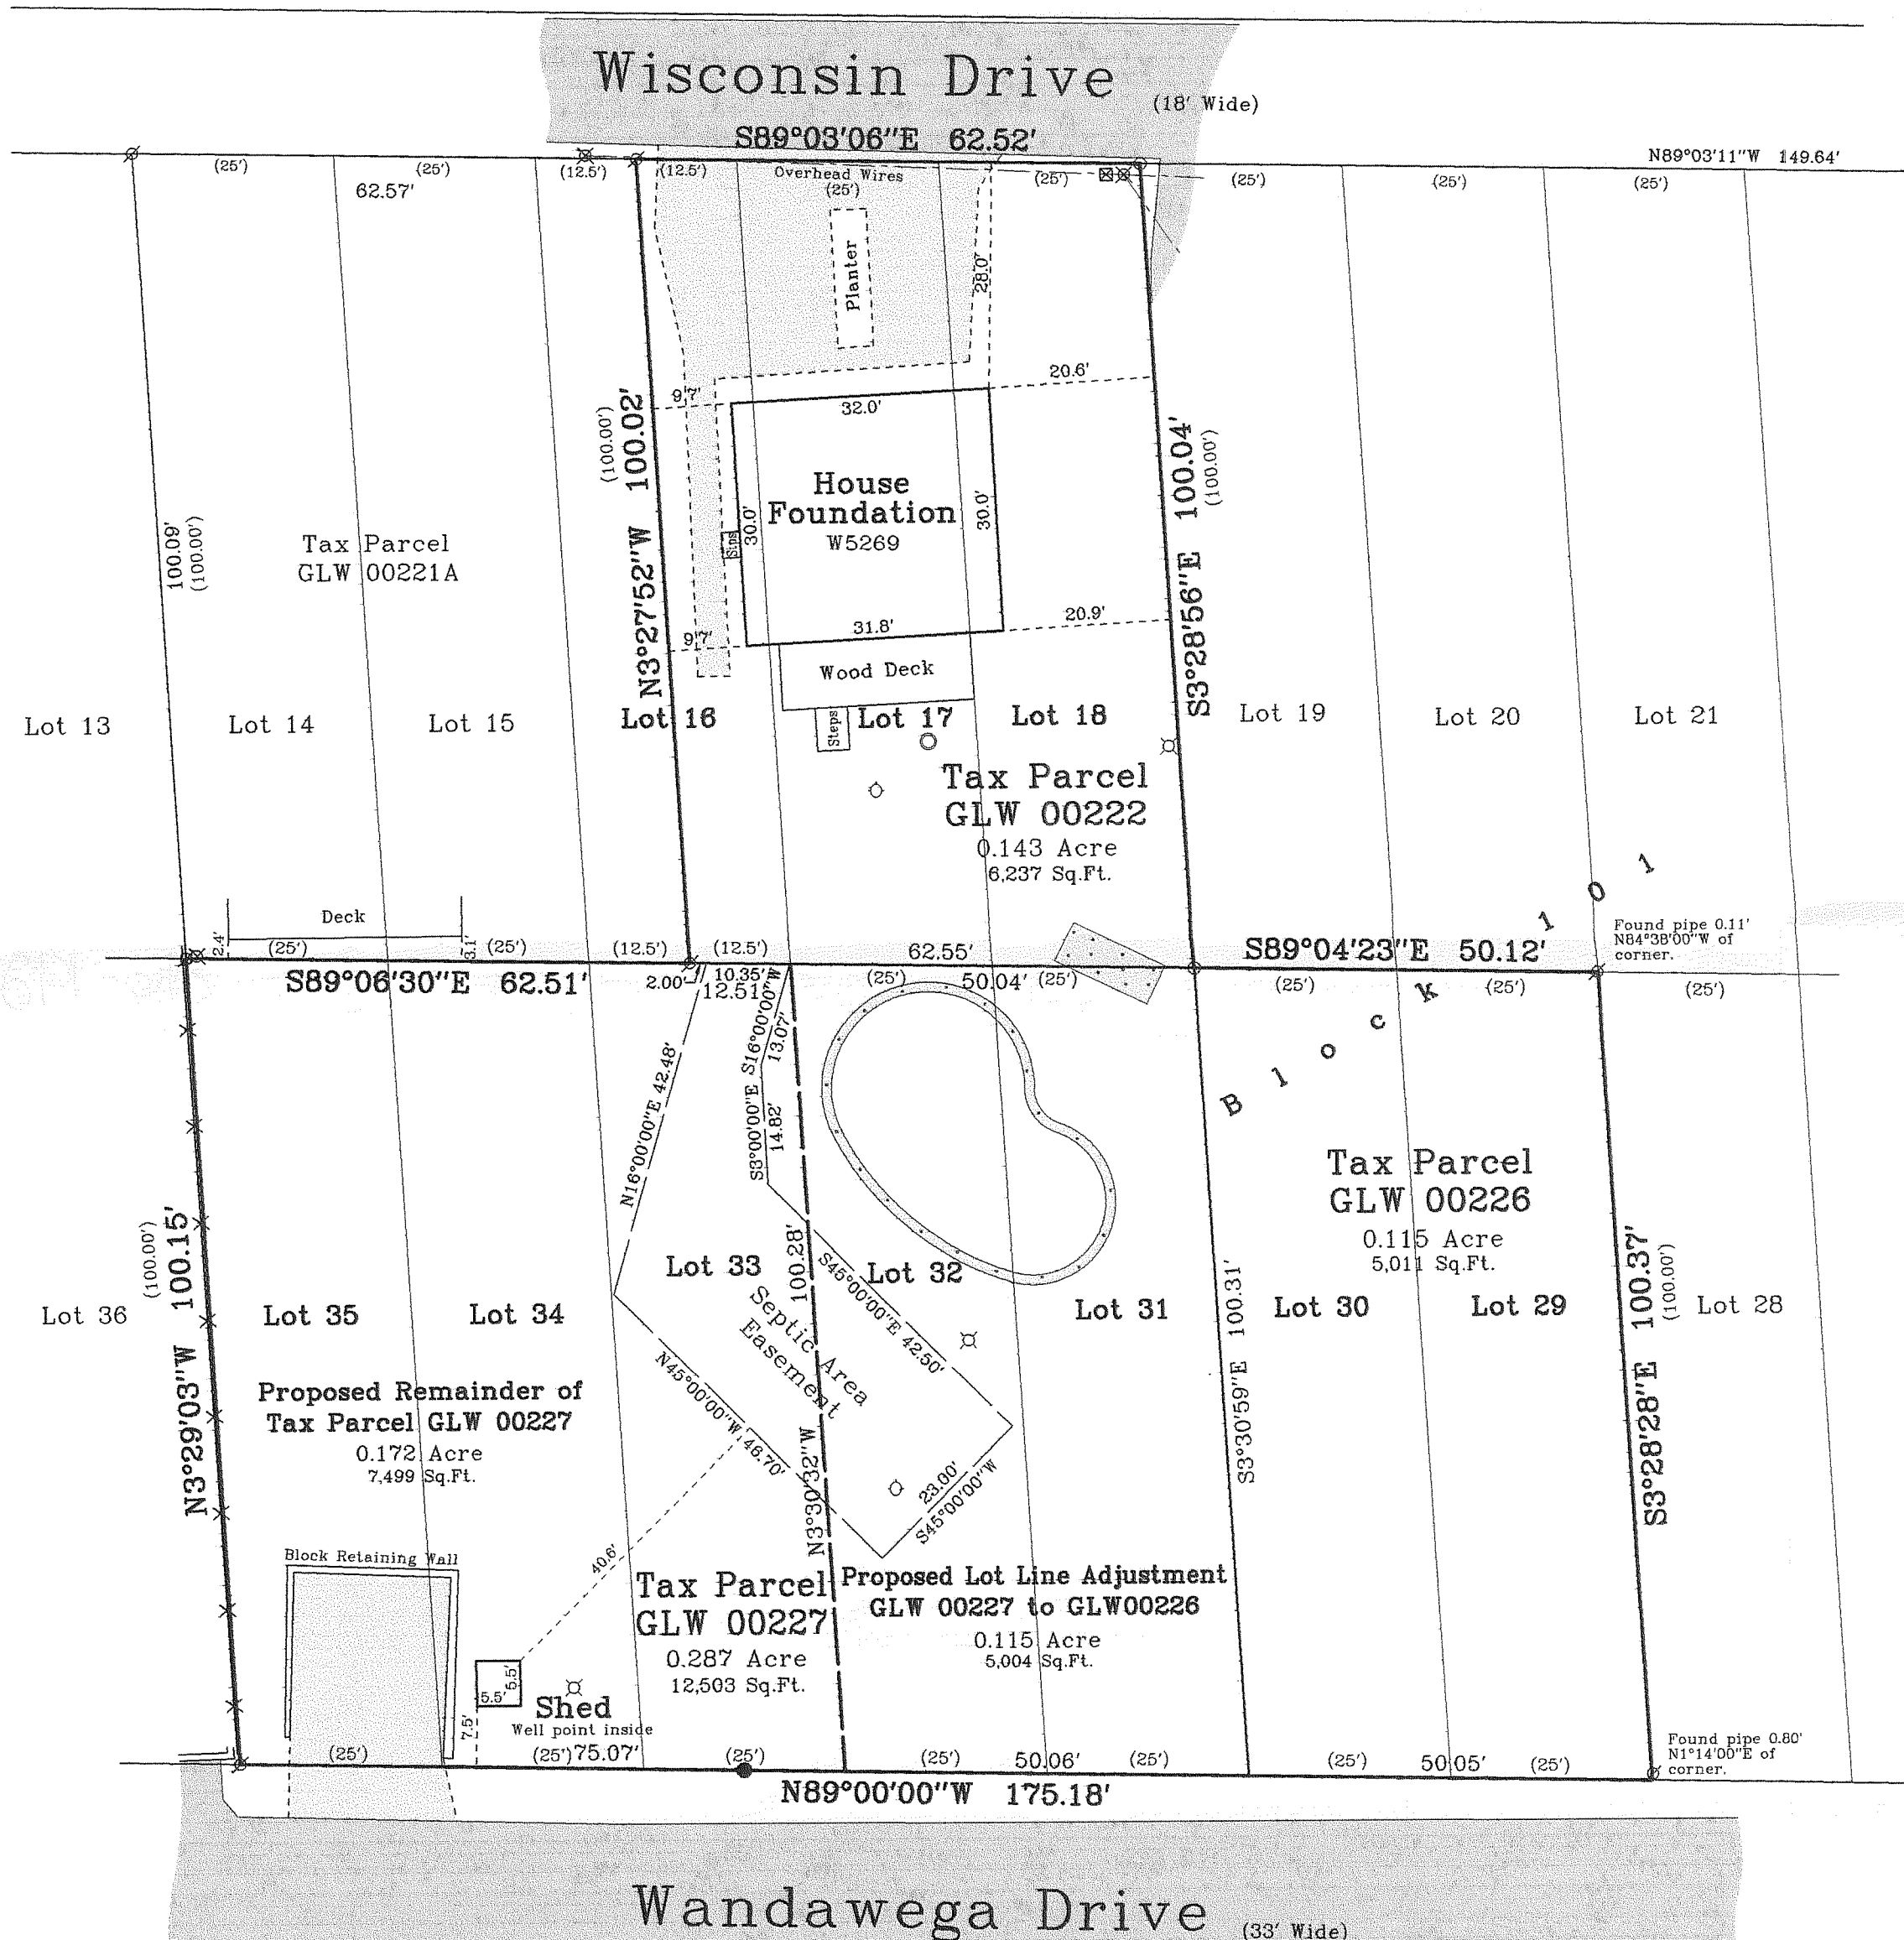 Wisconsin Drive
(18' Wide)
S89°03'06"E 62.52'
N89°03'11"W 149.64'
(25')
(25')
(12.5')
(12.5')
Overhead Wires
(25')
(25')
(25')
(25')
(25')
62.57'
Planter
28.0'
9.7'
32.0'
20.6'
(100.00')
N3°27'52"W 100.02'
House
Foundation
W5269
30.0'
30.0'
Stps
S3°28'56"E 100.04'
(100.00')
100.09'
(100.00')
Tax Parcel
GLW 00221A
9.7'
31.8'
20.9'
Wood Deck
Steps
Lot 13
Lot 14
Lot 15
Lot 16
Lot 17
Lot 18
Lot 19
Lot 20
Lot 21
Tax Parcel
GLW 00222
0.143 Acre
6,237 Sq.Ft.
Block 101
Found pipe 0.11'
N84°38'00"W of
corner.
Deck
2.4'
3.1'
(25')
(25')
(12.5')
(12.5')
62.55'
S89°04'23"E 50.12'
S89°06'30"E 62.51'
2.00'
10.35'
12.51'
(25')
50.04'
(25')
(25')
(25')
(25')
N16°00'00"E 42.48'
S16°00'00"W
13.07'
S3°00'00"E
14.82'
Tax Parcel
GLW 00226
0.115 Acre
5,011 Sq.Ft.
(100.00')
N3°29'03"W 100.15'
Lot 36
Lot 35
Lot 34
Lot 33
Lot 32
Lot 31
Lot 30
Lot 29
Lot 28
Septic Area
Easement
S45°00'00"E 42.50'
N45°00'00"W 46.70'
23.00'
S45°00'00"W
N3°30'32"W 100.28'
S3°30'59"E 100.31'
S3°28'28"E 100.37'
(100.00')
Proposed Remainder of
Tax Parcel GLW 00227
0.172 Acre
7,499 Sq.Ft.
Block Retaining Wall
40.6'
Tax Parcel
GLW 00227
0.287 Acre
12,503 Sq.Ft.
Proposed Lot Line Adjustment
GLW 00227 to GLW00226
0.115 Acre
5,004 Sq.Ft.
5.5'
5.5'
7.5'
Shed
Well point inside
Found pipe 0.80'
N1°14'00"E of
corner.
(25')
(25')
75.07'
(25')
(25')
50.06'
(25')
(25')
50.05'
(25')
N89°00'00"W 175.18'
Wandawega Drive
(33' Wide)